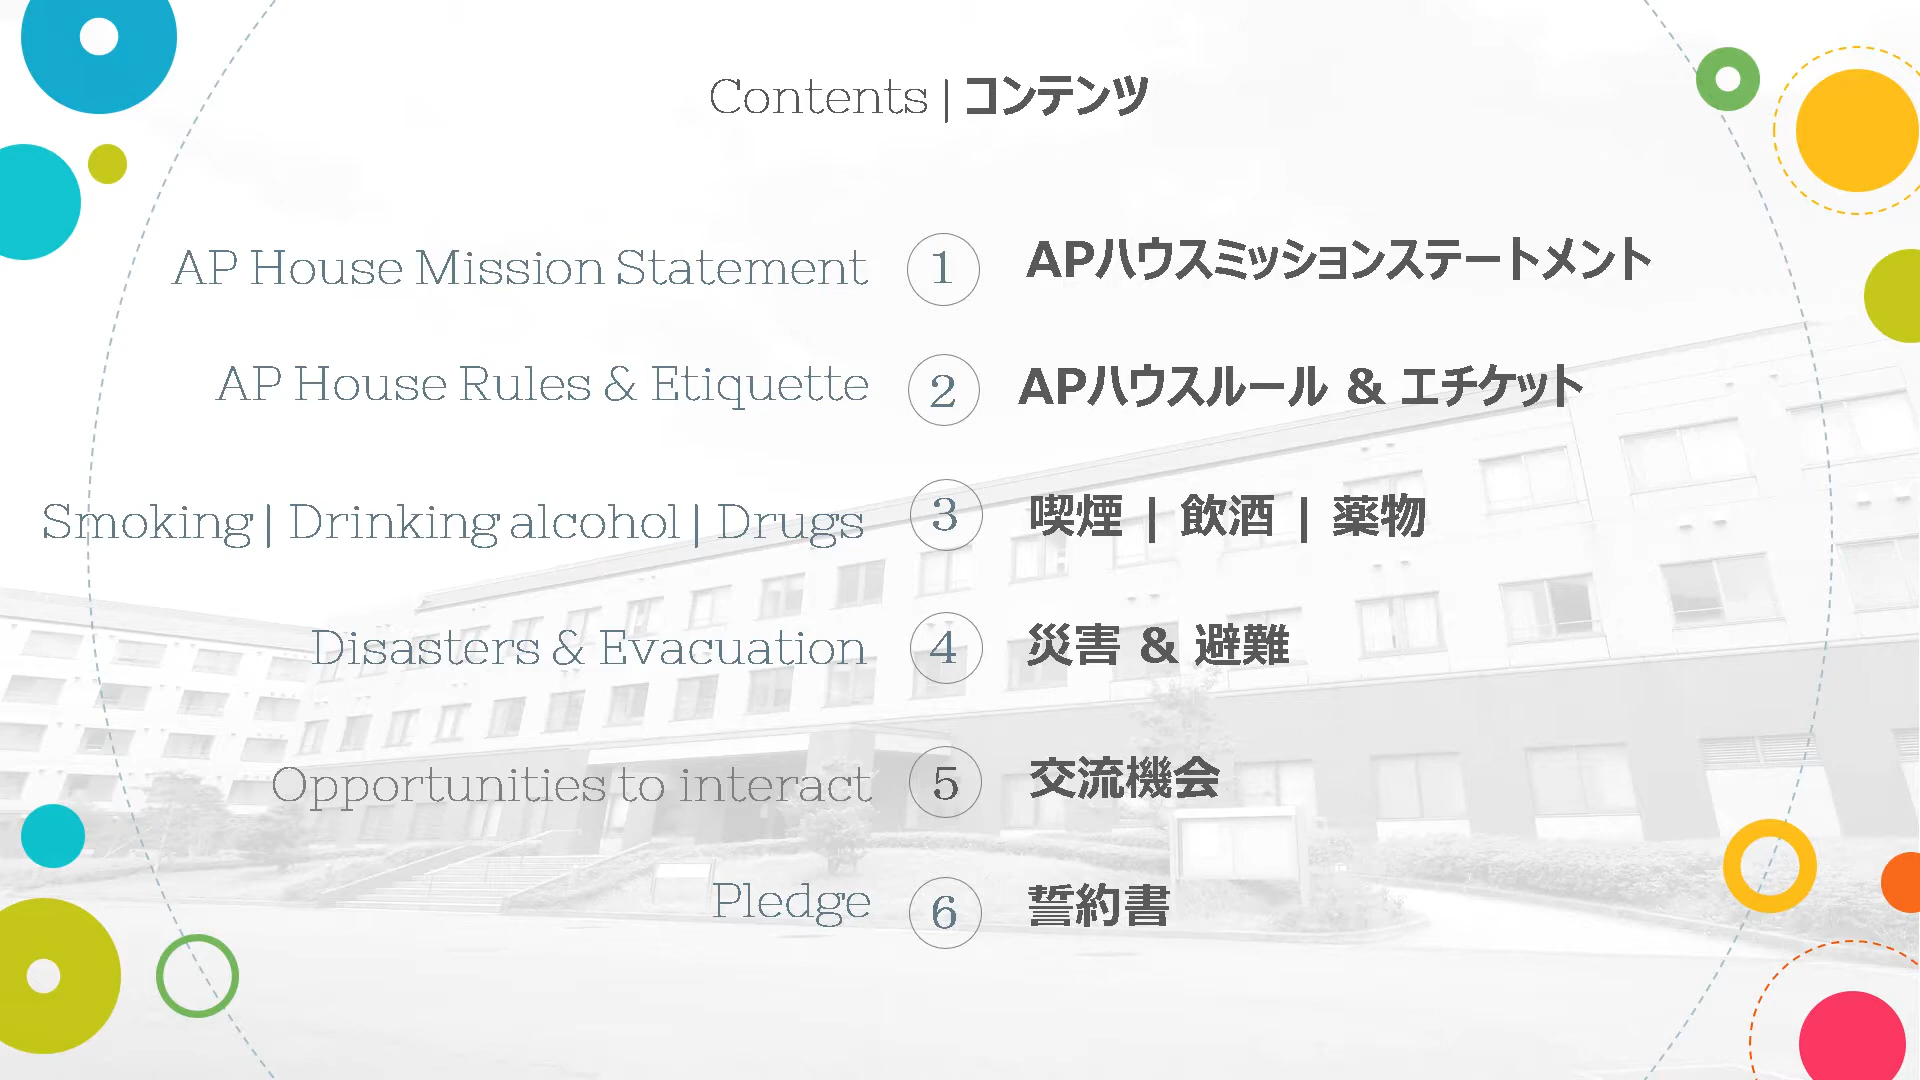 Contents | コンテンツ
AP House Mission Statement 1 APハウスミッションステートメント
AP House Rules & Etiquette 2 APハウスルール & エチケット
Smoking | Drinking alcohol | Drugs 3 喫煙 | 飲酒 | 薬物
Disasters & Evacuation 4 災害 & 避難
Opportunities to interact 5 交流機会
Pledge 6 誓約書